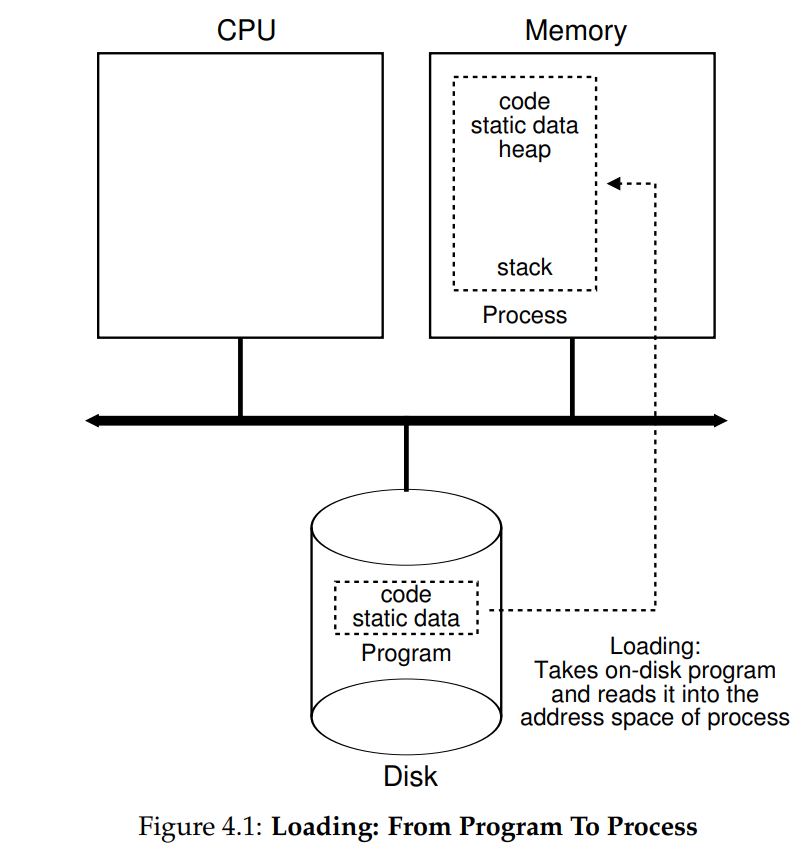 CPU
Memory
code
static data
heap
stack
Process
code
static data
Program
Loading:
Takes on-disk program
and reads it into the
address space of process
Disk
Figure 4.1: Loading: From Program To Process